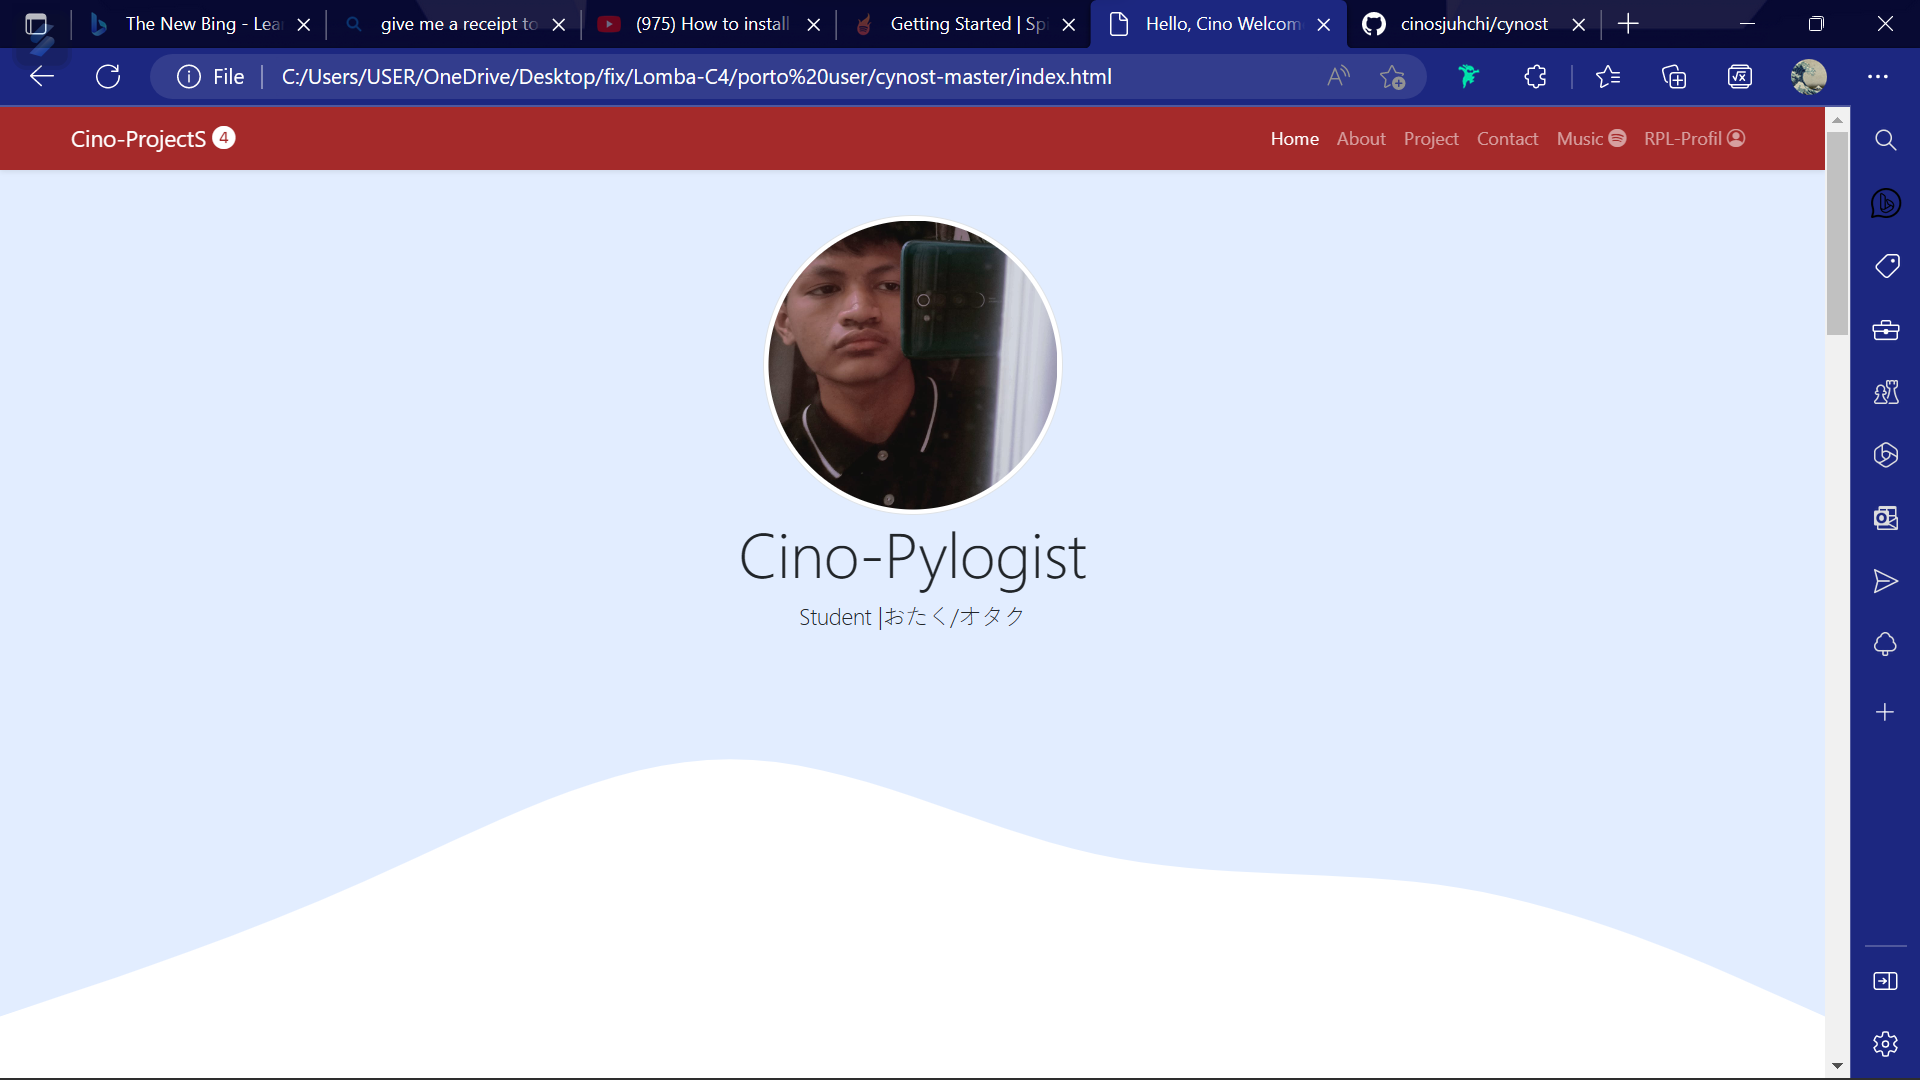 The New Bing - Lea
give me a receipt to
(975) How to install
Getting Started | Spi
Hello, Cino Welcom
cinosjuhchi/cynost
File
C:/Users/USER/OneDrive/Desktop/fix/Lomba-C4/porto%20user/cynost-master/index.html
Cino-ProjectS 4
Home About Project Contact Music RPL-Profil
Cino-Pylogist
Student |おたく/オタク